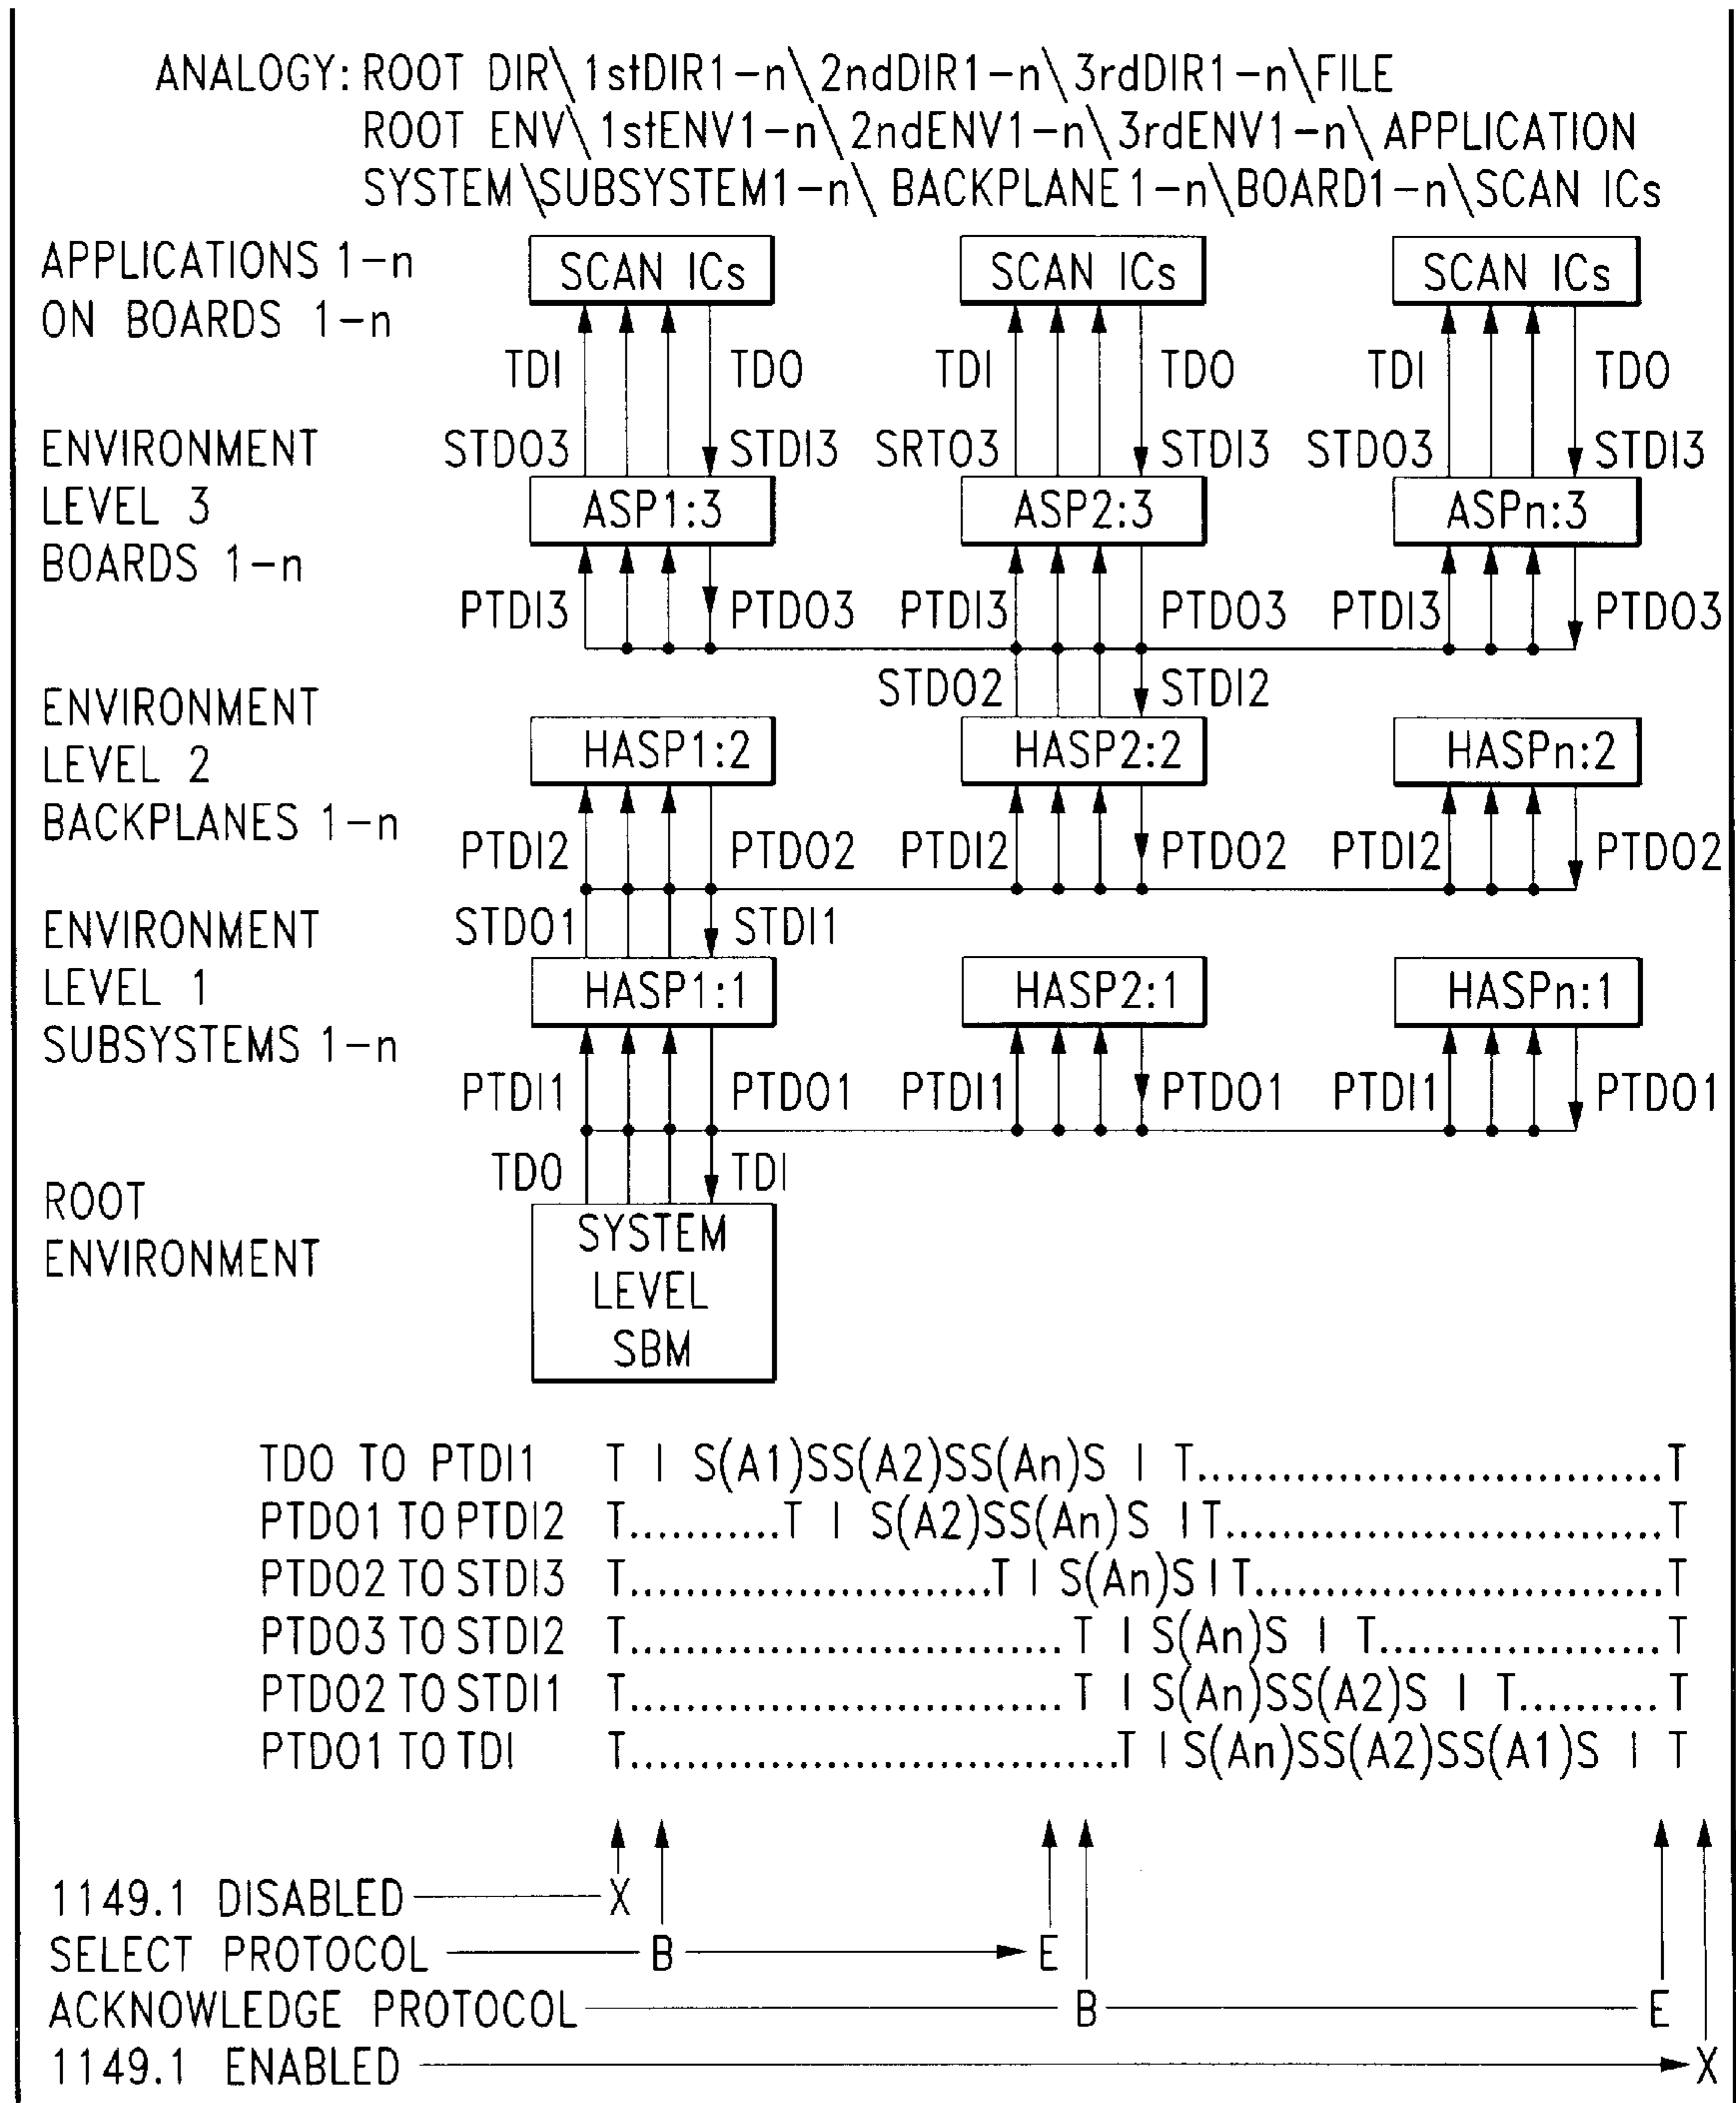 ANALOGY: ROOT DIR\1stDIR1-n\2ndDIR1-n\3rdDIR1-n\FILE
ROOT ENV\1stENV1-n\2ndENV1-n\3rdENV1-n\APPLICATION
SYSTEM\SUBSYSTEM1-n\BACKPLANE1-n\BOARD1-n\SCAN ICs
APPLICATIONS 1-n
ON BOARDS 1-n
SCAN ICs SCAN ICs SCAN ICs
TDI TDO TDI TDO TDI TDO
ENVIRONMENT
LEVEL 3
BOARDS 1-n
STDO3 STDI3 SRTO3 STDI3 STDO3 STDI3
ASP1:3 ASP2:3 ASPn:3
PTDI3 PTDO3 PTDI3 PTDO3 PTDI3 PTDO3
STDO2 STDI2
ENVIRONMENT
LEVEL 2
BACKPLANES 1-n
HASP1:2 HASP2:2 HASPn:2
PTDI2 PTDO2 PTDI2 PTDO2 PTDI2 PTDO2
STDO1 STDI1
ENVIRONMENT
LEVEL 1
SUBSYSTEMS 1-n
HASP1:1 HASP2:1 HASPn:1
PTDI1 PTDO1 PTDI1 PTDO1 PTDI1 PTDO1
TDO TDI
ROOT
ENVIRONMENT
SYSTEM
LEVEL
SBM
TDO TO PTDI1 T I S(A1)SS(A2)SS(An)S I T.................................T
PTDO1 TO PTDI2 T...........T I S(A2)SS(An)S I T...............................T
PTDO2 TO STDI3 T..........................T I S(An)S I T.............................T
PTDO3 TO STDI2 T...............................T I S(An)S I T....................T
PTDO2 TO STDI1 T...............................T I S(An)SS(A2)S I T..........T
PTDO1 TO TDI T...................................T I S(An)SS(A2)SS(A1)S I T
1149.1 DISABLED X
SELECT PROTOCOL B E
ACKNOWLEDGE PROTOCOL B E
1149.1 ENABLED X